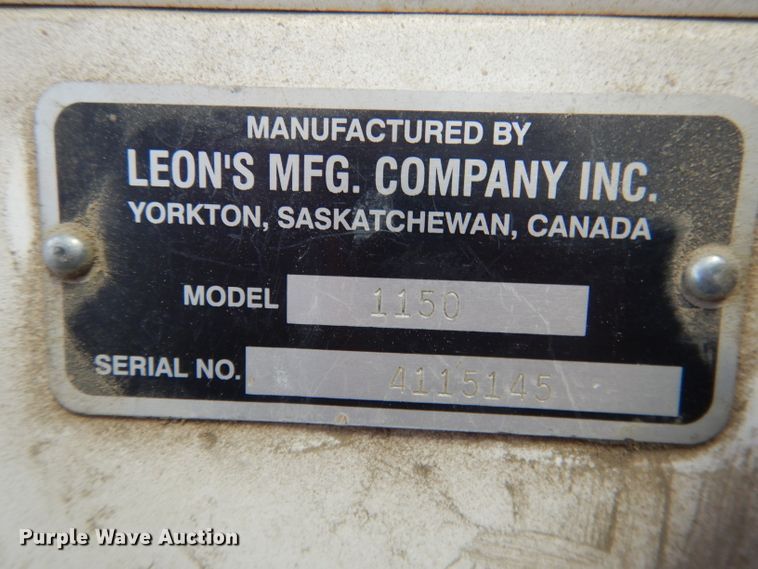 MANUFACTURED BY
LEON'S MFG. COMPANY INC.
YORKTON, SASKATCHEWAN, CANADA
MODEL 1150
SERIAL NO. 4115145
Purple Wave Auction